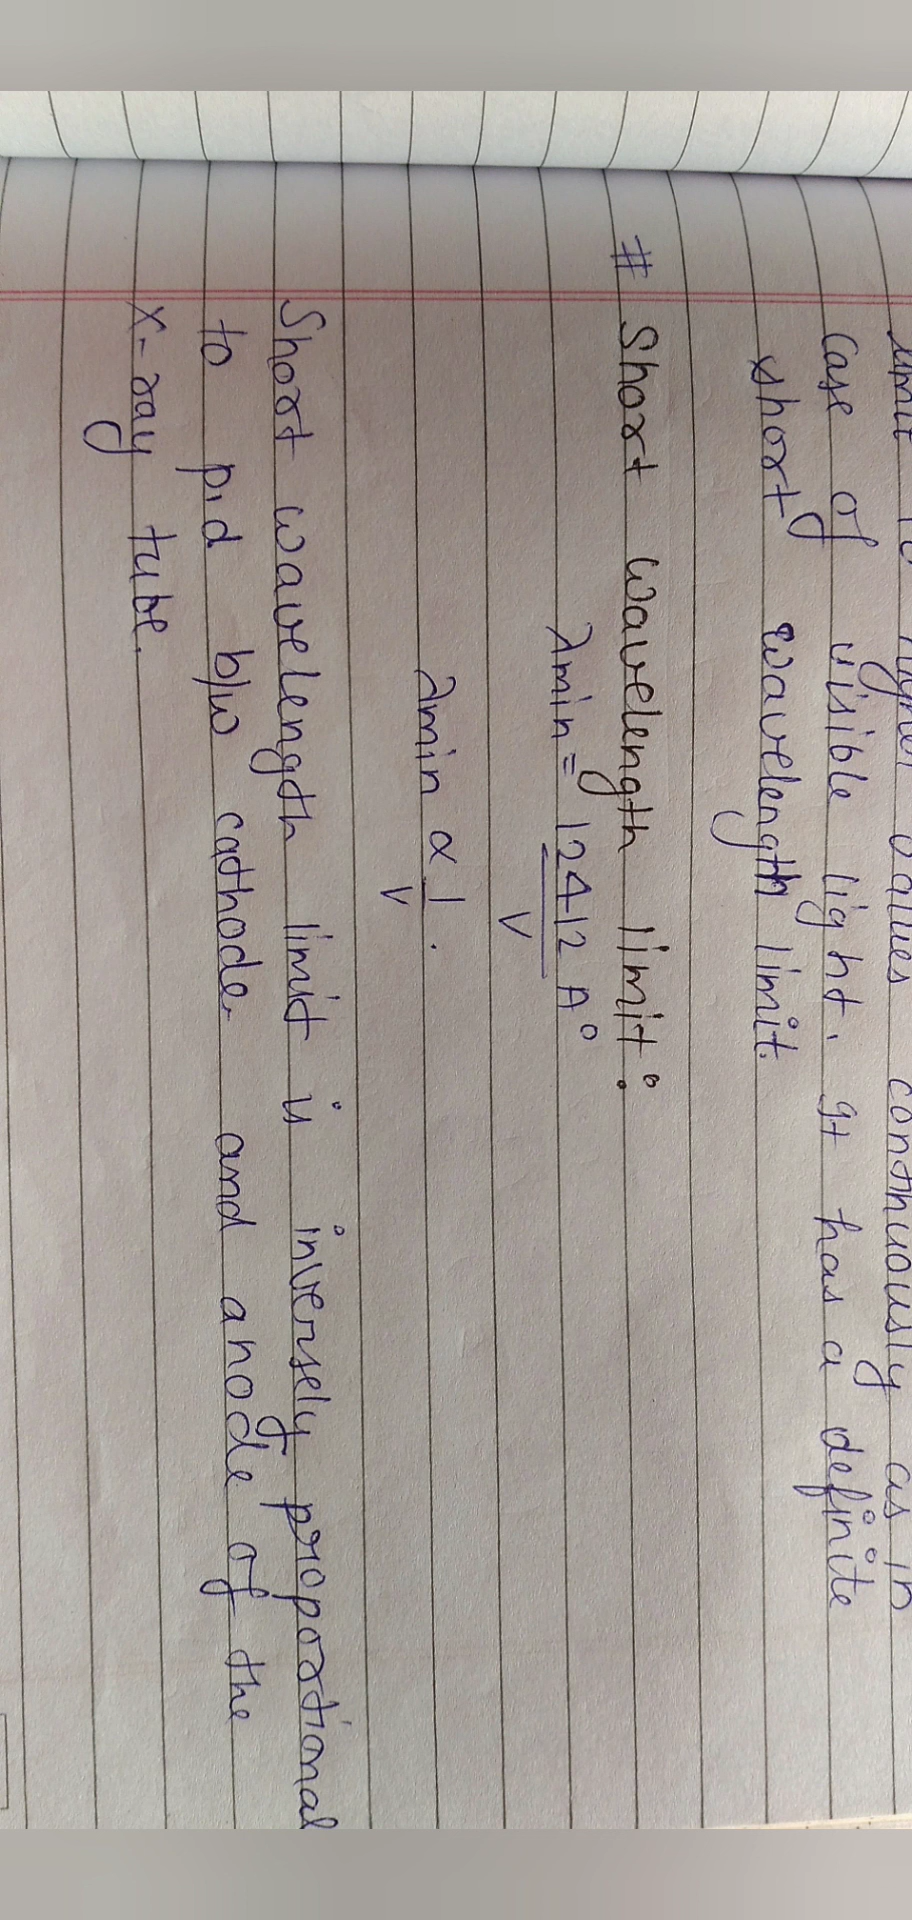 values continuously as in
case of visible light. It has a definite
short wavelength limit.
# Short wavelength limit :
λmin = 12412 A°
V
λmin α 1 .
V
Short wavelength limit is inversely proportional
to p.d b/w cathode and anode of the
x-ray tube.